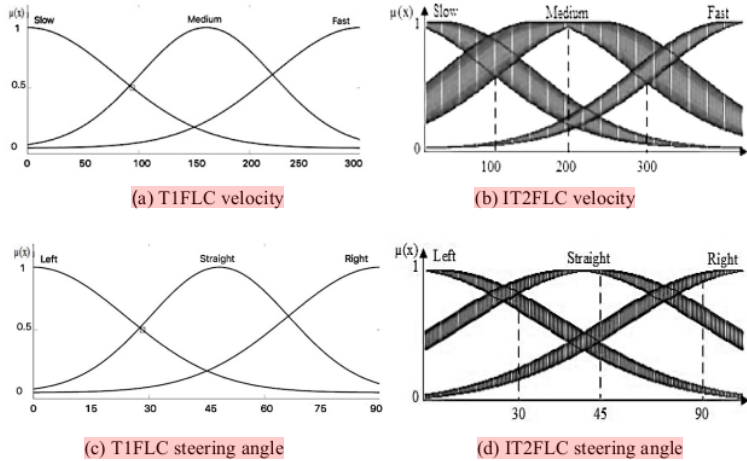 μ(x) Slow Medium Fast
1
0.5
0
0 50 100 150 200 250 300
(a) T1FLC velocity
μ(x) Slow Medium Fast
1
0
100 200 300
(b) IT2FLC velocity
μ(x) Left Straight Right
1
0.5
0
0 15 30 45 60 75 90
(c) T1FLC steering angle
μ(x) Left Straight Right
1
0
30 45 90
(d) IT2FLC steering angle